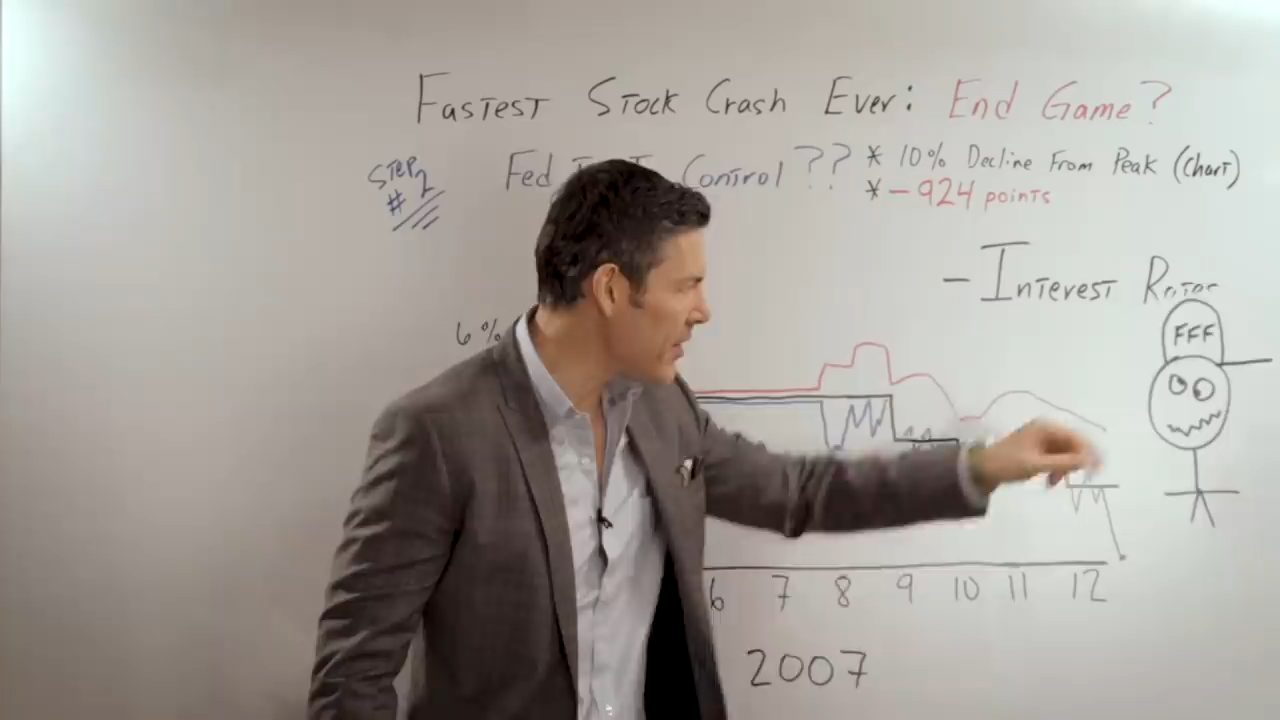 Fastest Stock Crash Ever: End Game?
Step
#2
Fed Control??
* 10% Decline From Peak (Chart)
* -924 points
- Interest Rates
FFF
6%
6 7 8 9 10 11 12
2007